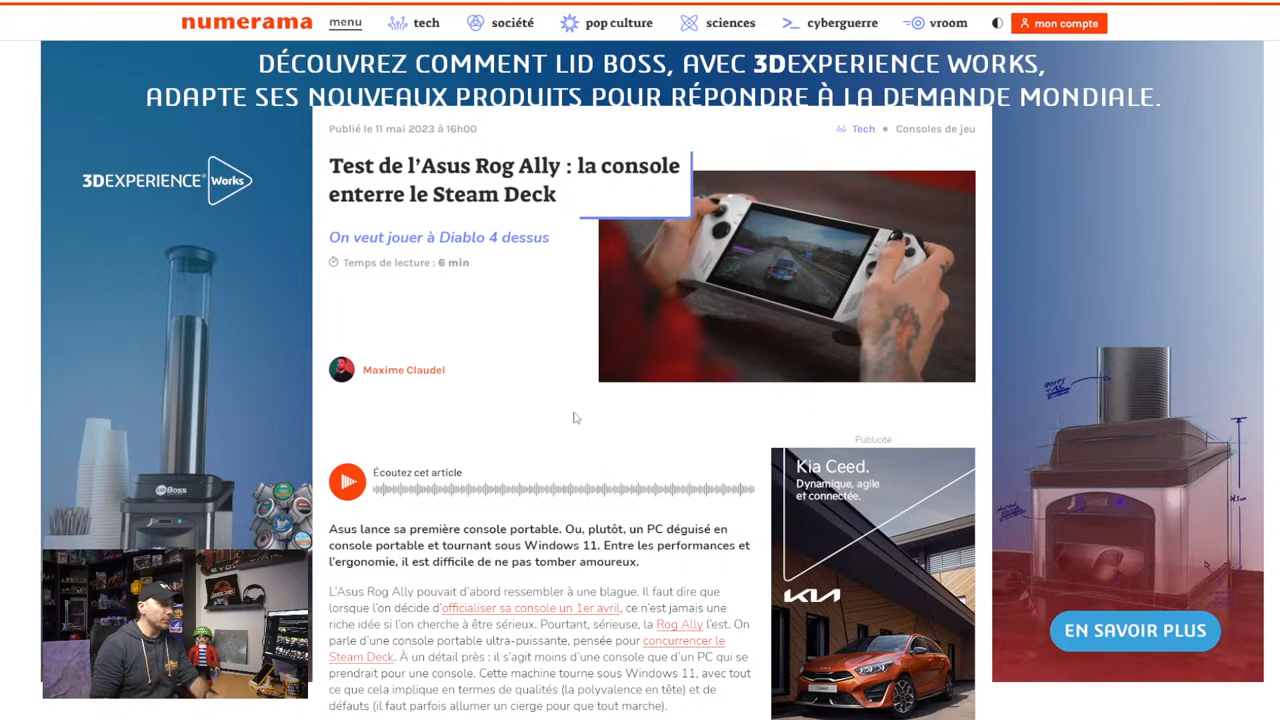 numerama
menu
tech
société
pop culture
sciences
cyberguerre
vroom
mon compte
DÉCOUVREZ COMMENT LID BOSS, AVEC 3DEXPERIENCE WORKS,
ADAPTE SES NOUVEAUX PRODUITS POUR RÉPONDRE À LA DEMANDE MONDIALE.
3DEXPERIENCE® Works
Publié le 11 mai 2023 à 16h00
Tech • Consoles de jeu
Test de l'Asus Rog Ally : la console
enterre le Steam Deck
On veut jouer à Diablo 4 dessus
Temps de lecture : 6 min
Maxime Claudel
Écoutez cet article
Asus lance sa première console portable. Ou, plutôt, un PC déguisé en
console portable et tournant sous Windows 11. Entre les performances et
l'ergonomie, il est difficile de ne pas tomber amoureux.
L'Asus Rog Ally pouvait d'abord ressembler à une blague. Il faut dire que
lorsque l'on décide d'officialiser sa console un 1er avril, ce n'est jamais une
riche idée si l'on cherche à être sérieux. Pourtant, sérieuse, la Rog Ally l'est. On
parle d'une console portable ultra-puissante, pensée pour concurrencer le
Steam Deck. À un détail près : il s'agit moins d'une console que d'un PC qui se
prendrait pour une console. Cette machine tourne sous Windows 11, avec tout
ce que cela implique en termes de qualités (la polyvalence en tête) et de
défauts (il faut parfois allumer un cierge pour que tout marche).
Publicité
Kia Ceed.
Dynamique, agile
et connectée.
KIA
Ceed
LID Boss
EN SAVOIR PLUS